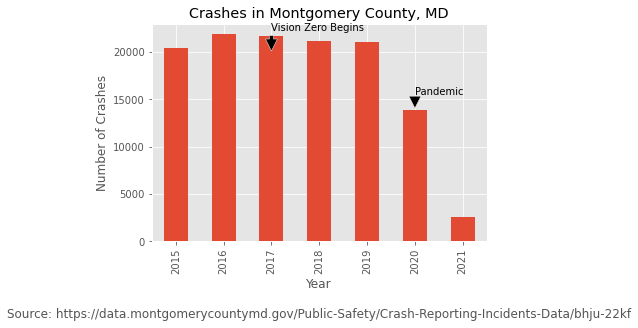 Crashes in Montgomery County, MD
Vision Zero Begins
20000
Pandemic
15000
10000
5000
0
Number of Crashes
2015 2016 2017 2018 2019 2020 2021
Year
Source: https://data.montgomerycountymd.gov/Public-Safety/Crash-Reporting-Incidents-Data/bhju-22kf